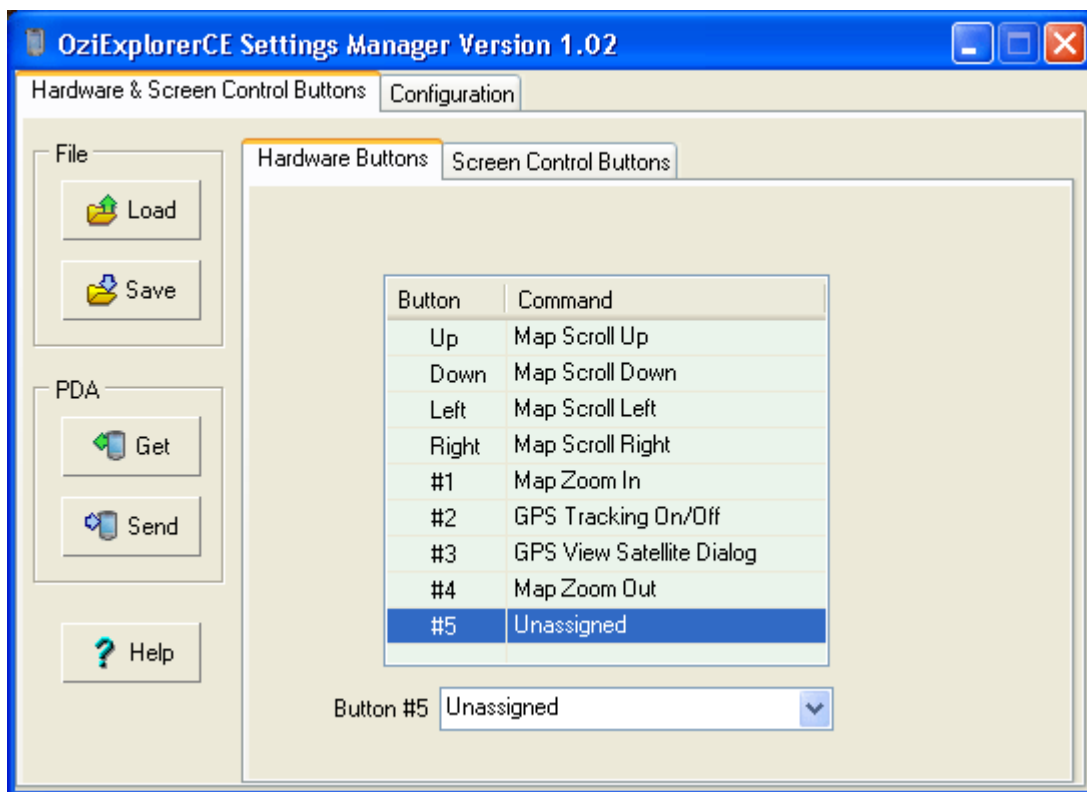 OziExplorerCE Settings Manager Version 1.02
Hardware & Screen Control Buttons Configuration
File
Load
Save
PDA
Get
Send
Help
Hardware Buttons Screen Control Buttons
Button Command
Up Map Scroll Up
Down Map Scroll Down
Left Map Scroll Left
Right Map Scroll Right
#1 Map Zoom In
#2 GPS Tracking On/Off
#3 GPS View Satellite Dialog
#4 Map Zoom Out
#5 Unassigned
Button #5 Unassigned